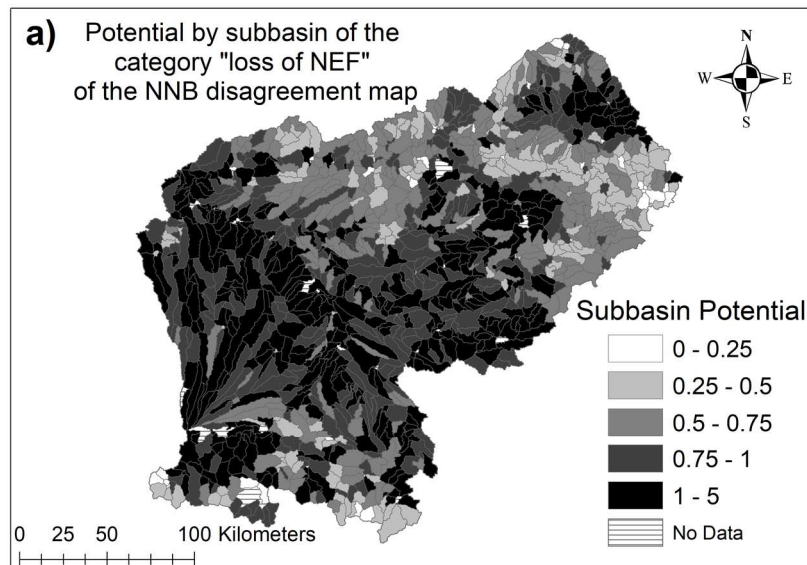 a)
Potential by subbasin of the
category "loss of NEF"
of the NNB disagreement map
N
W E
S
Subbasin Potential
0 - 0.25
0.25 - 0.5
0.5 - 0.75
0.75 - 1
1 - 5
No Data
0 25 50 100 Kilometers